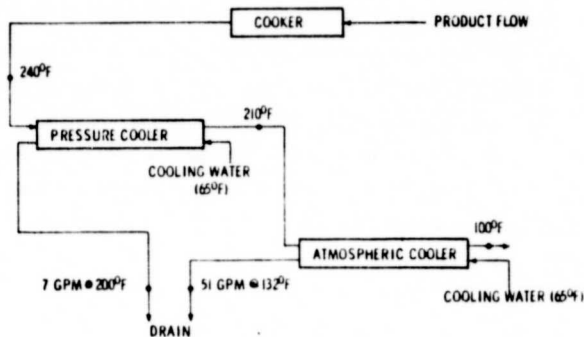 COOKER
PRODUCT FLOW
240°F
PRESSURE COOLER
210°F
COOLING WATER
(65°F)
100°F
ATMOSPHERIC COOLER
7 GPM @ 200°F
51 GPM @ 132°F
COOLING WATER (65°F)
DRAIN